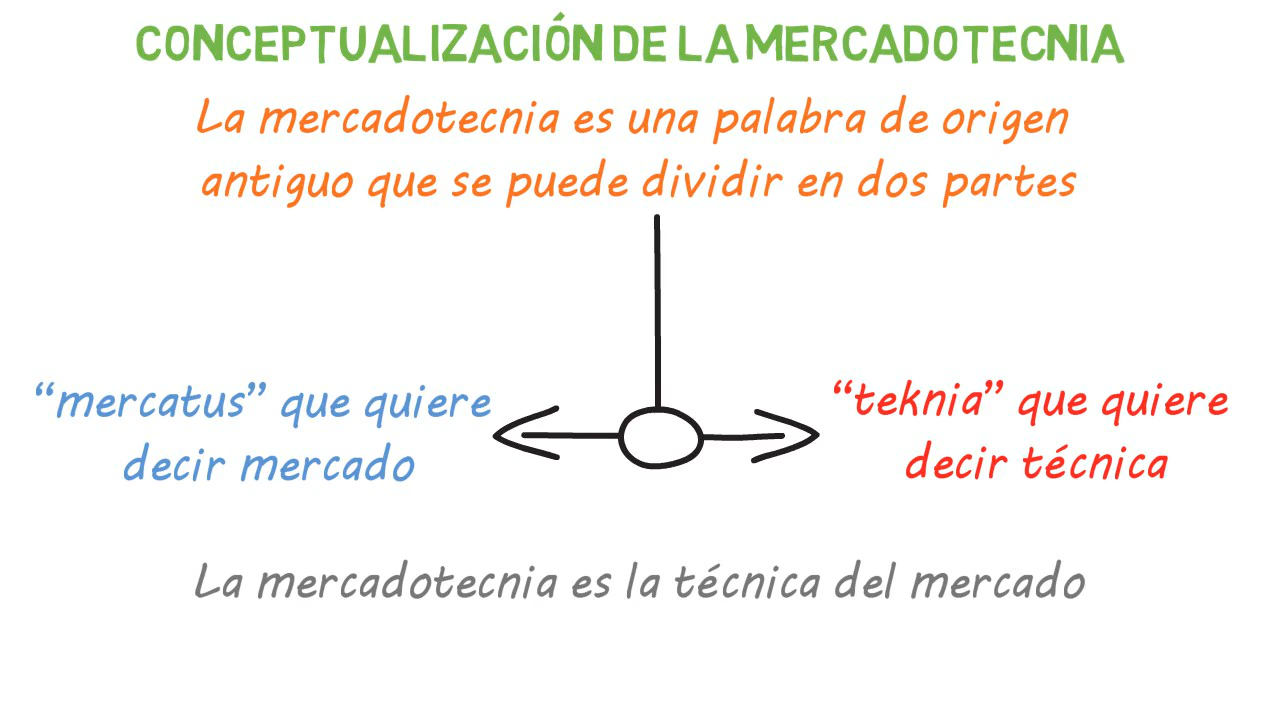 CONCEPTUALIZACIÓN DE LA MERCADOTECNIA
La mercadotecnia es una palabra de origen
antiguo que se puede dividir en dos partes
“mercatus” que quiere
decir mercado
“teknia” que quiere
decir técnica
La mercadotecnia es la técnica del mercado